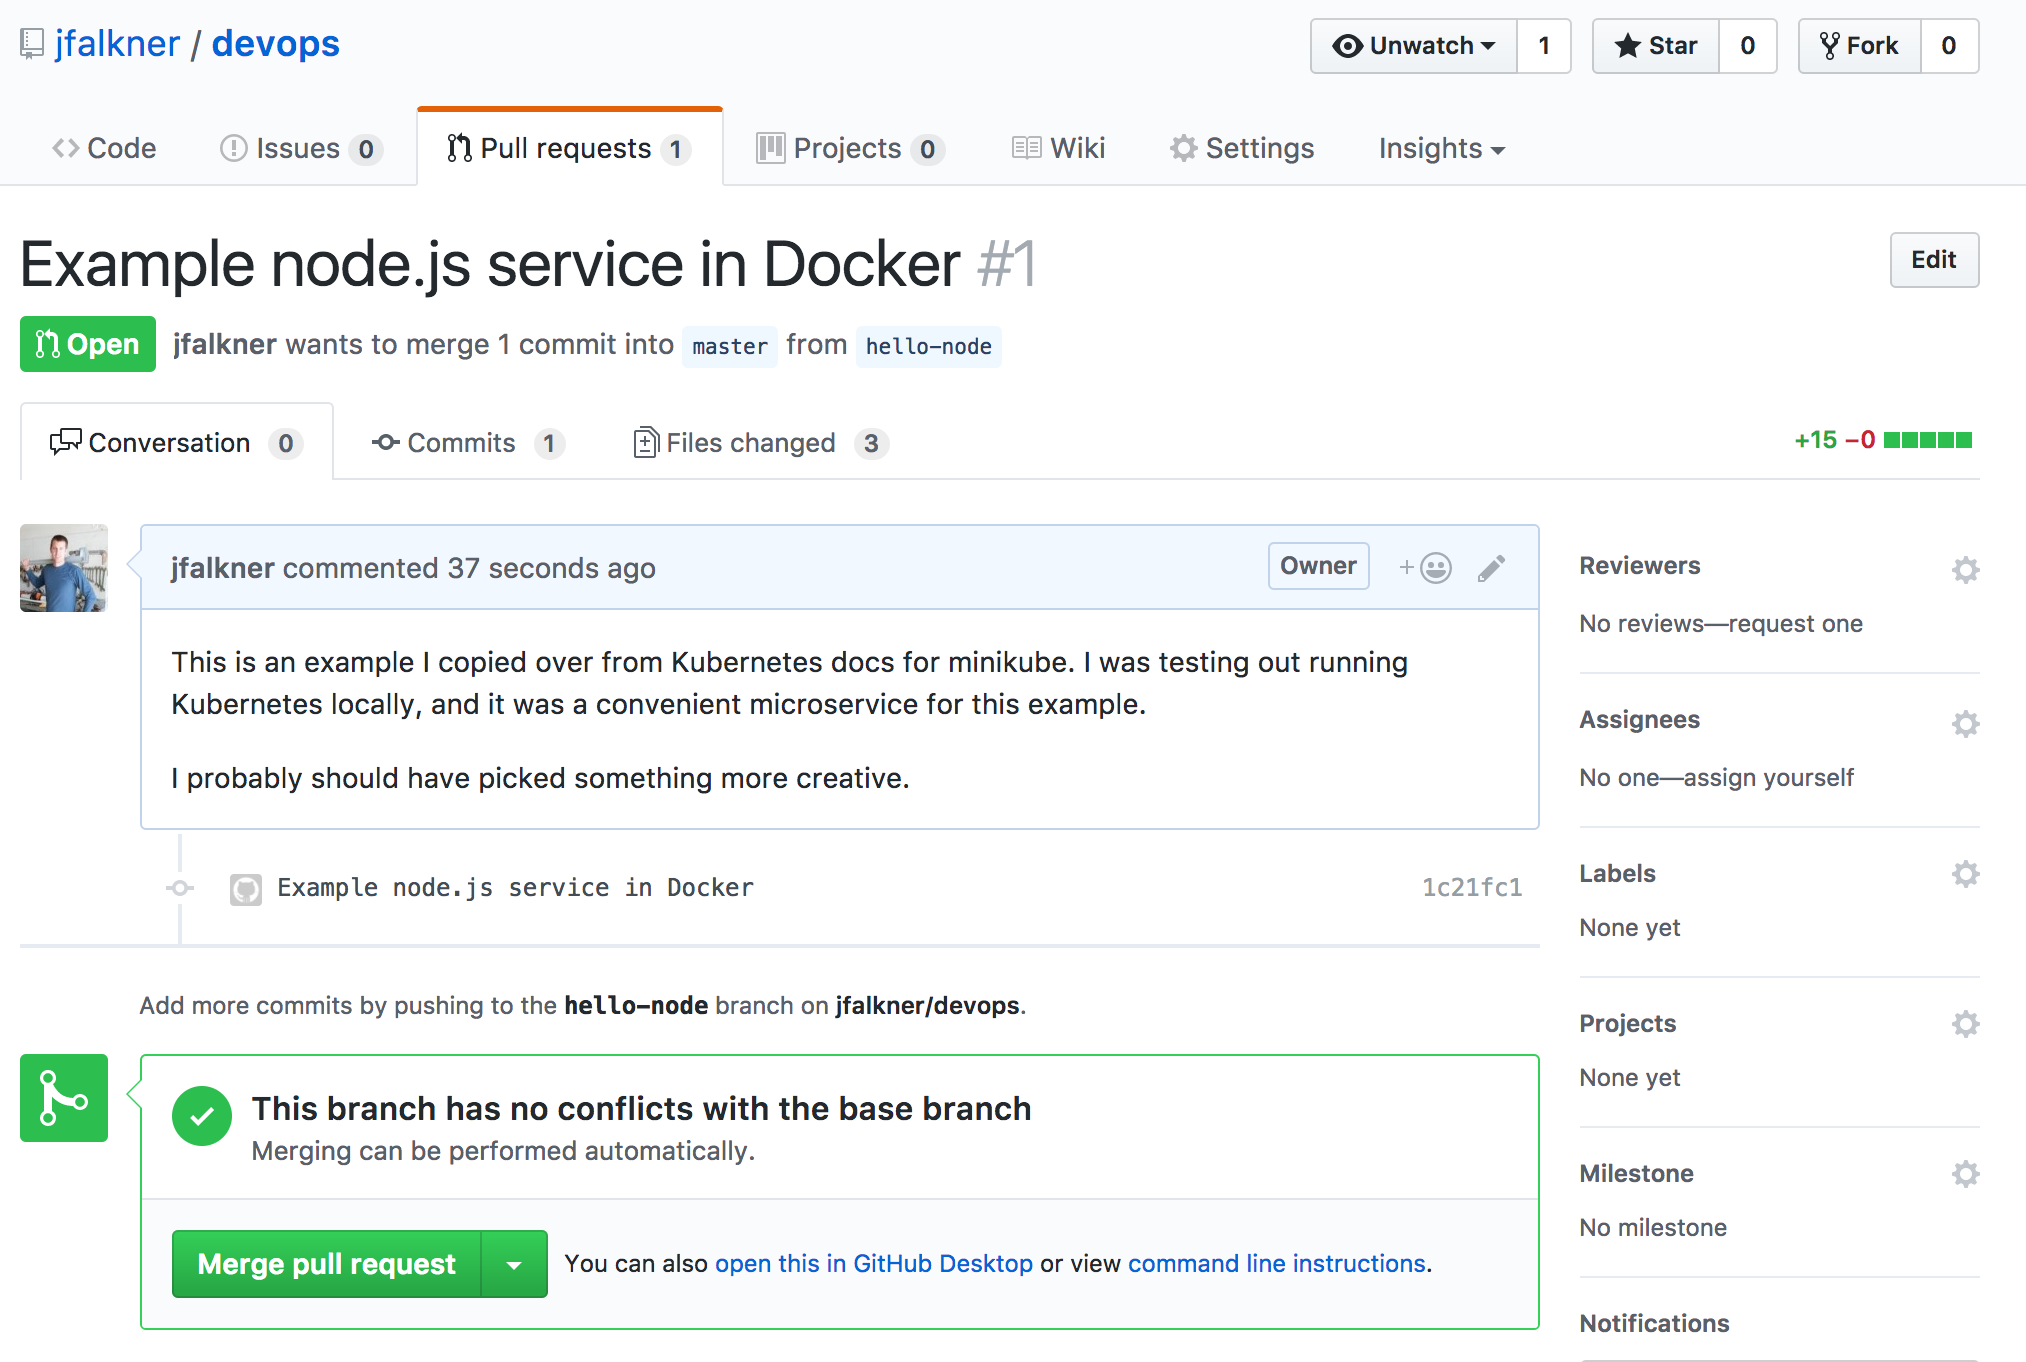 jfalkner / devops
Unwatch 1 Star 0 Fork 0
Code Issues 0 Pull requests 1 Projects 0 Wiki Settings Insights
Example node.js service in Docker #1
Edit
Open jfalkner wants to merge 1 commit into master from hello-node
Conversation 0 Commits 1 Files changed 3 +15 −0
jfalkner commented 37 seconds ago Owner +
This is an example I copied over from Kubernetes docs for minikube. I was testing out running
Kubernetes locally, and it was a convenient microservice for this example.
I probably should have picked something more creative.
Example node.js service in Docker 1c21fc1
Add more commits by pushing to the hello-node branch on jfalkner/devops.
This branch has no conflicts with the base branch
Merging can be performed automatically.
Merge pull request You can also open this in GitHub Desktop or view command line instructions.
Reviewers
No reviews—request one
Assignees
No one—assign yourself
Labels
None yet
Projects
None yet
Milestone
No milestone
Notifications